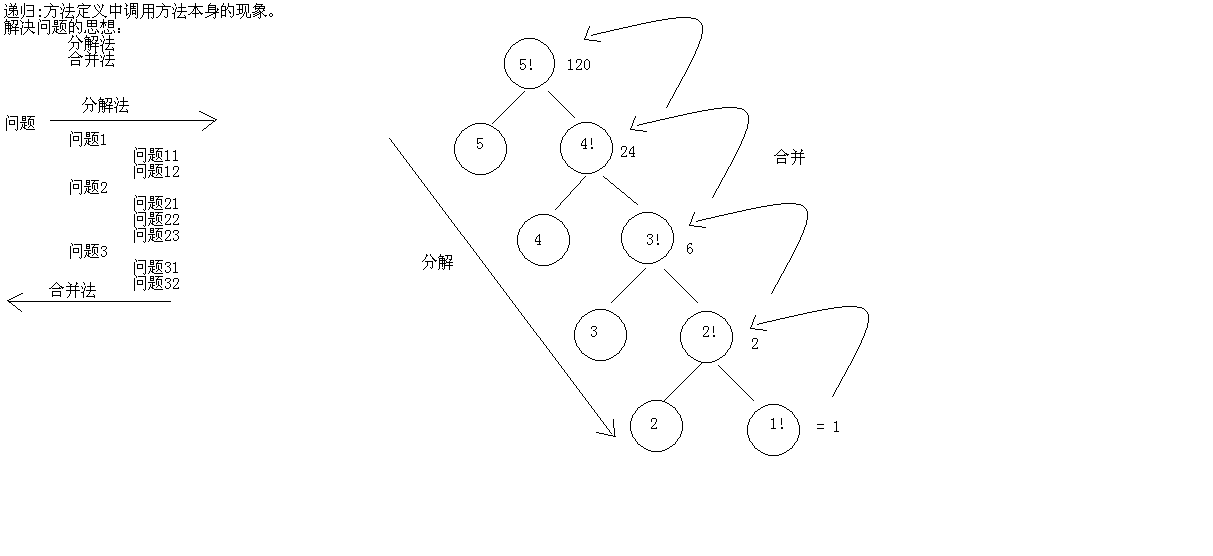 递归:方法定义中调用方法本身的现象。
解决问题的思想：
分解法
合并法
分解法
问题
问题1
问题11
问题12
问题2
问题21
问题22
问题23
问题3
问题31
问题32
合并法
5! 120
5 4! 24
合并
4 3! 6
分解
3 2! 2
2 1! = 1